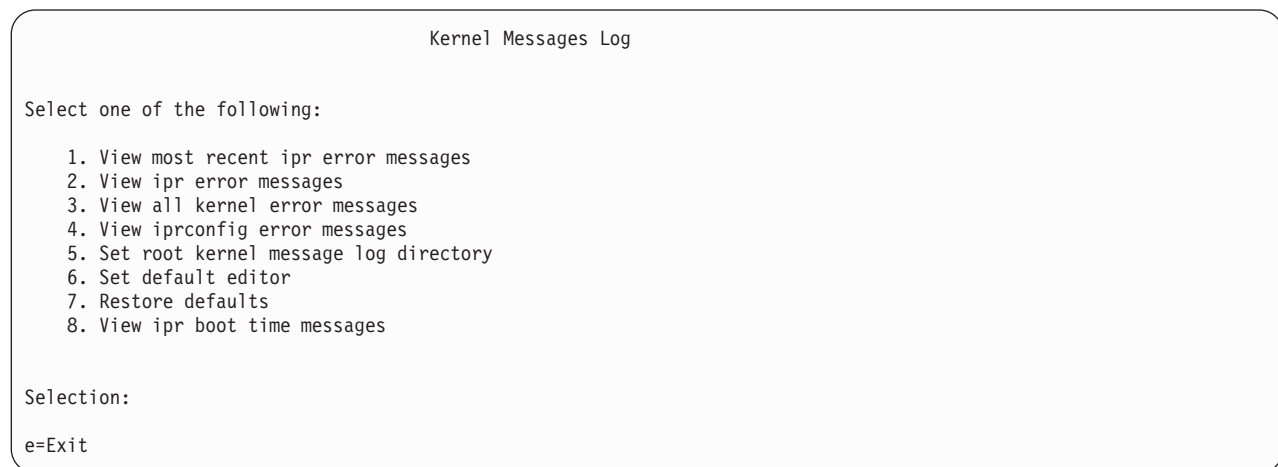 Kernel Messages Log
Select one of the following:
1. View most recent ipr error messages
2. View ipr error messages
3. View all kernel error messages
4. View iprconfig error messages
5. Set root kernel message log directory
6. Set default editor
7. Restore defaults
8. View ipr boot time messages
Selection:
e=Exit